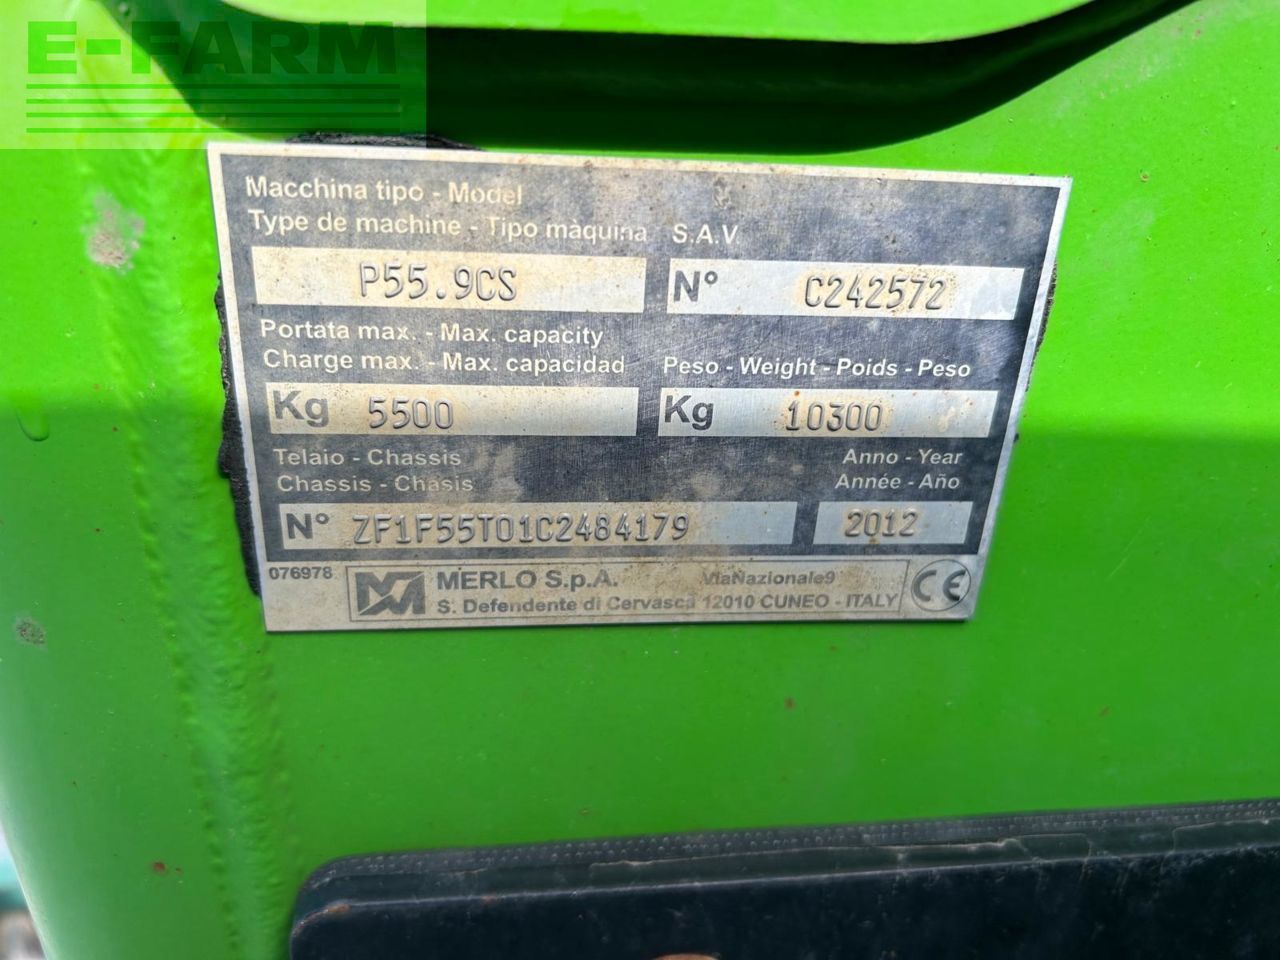 E-FARM
Macchina tipo - Model
Type de machine - Tipo màquina S.A.V.
P55.9CS N° C242572
Portata max. - Max. capacity
Charge max. - Max. capacidad Peso - Weight - Poids - Peso
Kg 5500 Kg 10300
Telaio - Chassis Anno - Year
Chassis - Chasis Année - Año
N° ZF1F55T01C2484179 2012
076978 MERLO S.p.A. ViaNazionale9 CE
S. Defendente di Cervasca 12010 CUNEO - ITALY